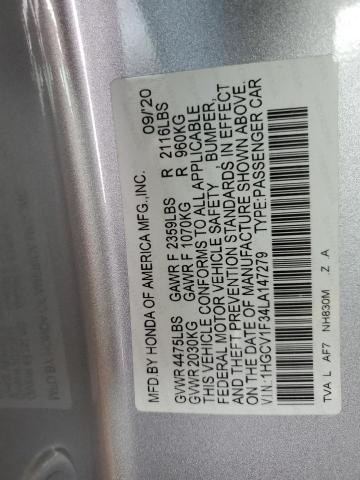 MFD. BY HONDA OF AMERICA MFG.,INC. 09/'20
GVWR 4475LBS GAWR F 2359LBS R 2116LBS
GVWR 2030KG GAWR F 1070KG R 960KG
THIS VEHICLE CONFORMS TO ALL APPLICABLE
FEDERAL MOTOR VEHICLE SAFETY, BUMPER,
AND THEFT PREVENTION STANDARDS IN EFFECT
ON THE DATE OF MANUFACTURE SHOWN ABOVE.
V.I.N.:1HGCV1F34LA147279 TYPE:PASSENGER CAR
TVA L AF7 NH830M Z A